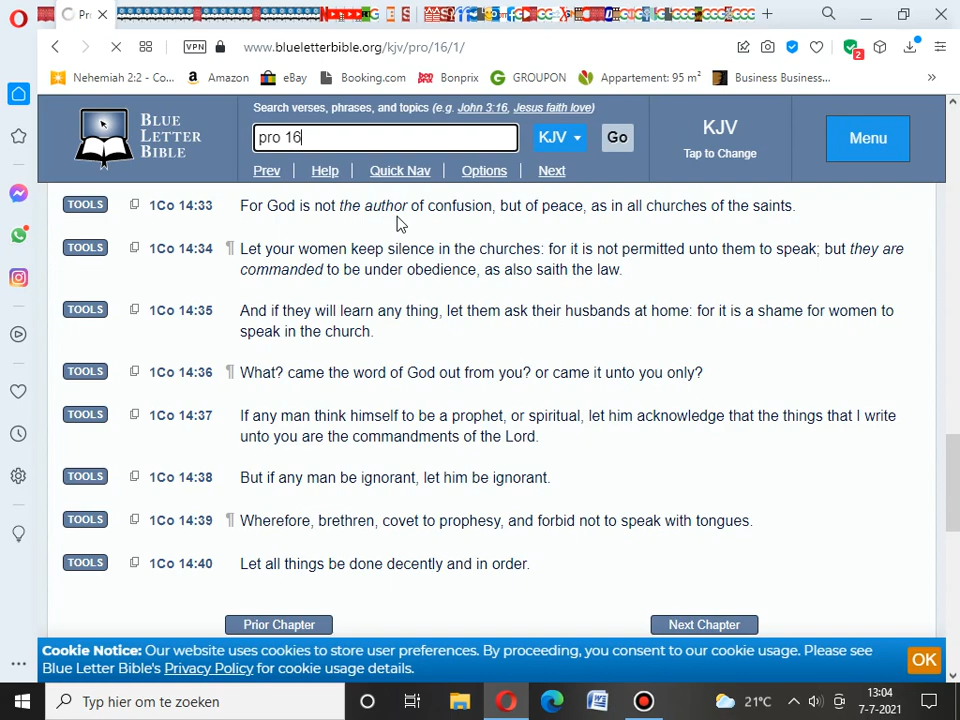 Pr
www.blueletterbible.org/kjv/pro/16/1/
VPN
2
Nehemiah 2:2 - Co...
Amazon
eBay
Booking.com
Bonprix
GROUPON
Appartement: 95 m²
Business Business...
»
BLUE
LETTER
BIBLE
Search verses, phrases, and topics (e.g. John 3:16, Jesus faith love)
pro 16
KJV
Go
Prev | Help | Quick Nav | Options | Next
KJV
Tap to Change
Menu
TOOLS 1Co 14:33 For God is not the author of confusion, but of peace, as in all churches of the saints.
TOOLS 1Co 14:34 ¶ Let your women keep silence in the churches: for it is not permitted unto them to speak; but they are
commanded to be under obedience, as also saith the law.
TOOLS 1Co 14:35 And if they will learn any thing, let them ask their husbands at home: for it is a shame for women to
speak in the church.
TOOLS 1Co 14:36 ¶ What? came the word of God out from you? or came it unto you only?
TOOLS 1Co 14:37 If any man think himself to be a prophet, or spiritual, let him acknowledge that the things that I write
unto you are the commandments of the Lord.
TOOLS 1Co 14:38 But if any man be ignorant, let him be ignorant.
TOOLS 1Co 14:39 ¶ Wherefore, brethren, covet to prophesy, and forbid not to speak with tongues.
TOOLS 1Co 14:40 Let all things be done decently and in order.
Prior Chapter
Next Chapter
Cookie Notice: Our website uses cookies to store user preferences. By proceeding, you consent to our cookie usage. Please see
Blue Letter Bible's Privacy Policy for cookie usage details.
OK
Typ hier om te zoeken
21°C
13:04
7-7-2021